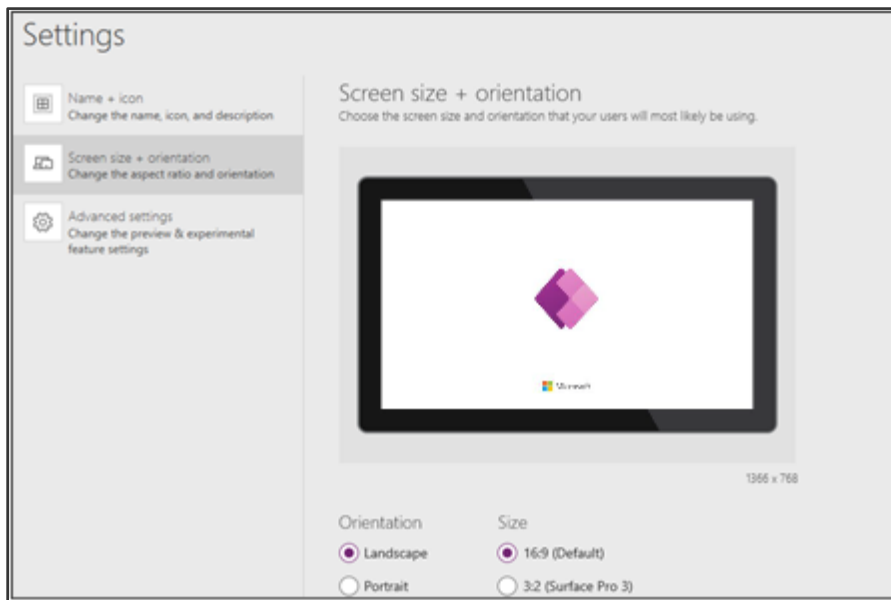 Settings
Name + icon
Change the name, icon, and description
Screen size + orientation
Change the aspect ratio and orientation
Advanced settings
Change the preview & experimental
feature settings
Screen size + orientation
Choose the screen size and orientation that your users will most likely be using.
Microsoft
1366 x 768
Orientation
Size
Landscape
16:9 (Default)
Portrait
3:2 (Surface Pro 3)